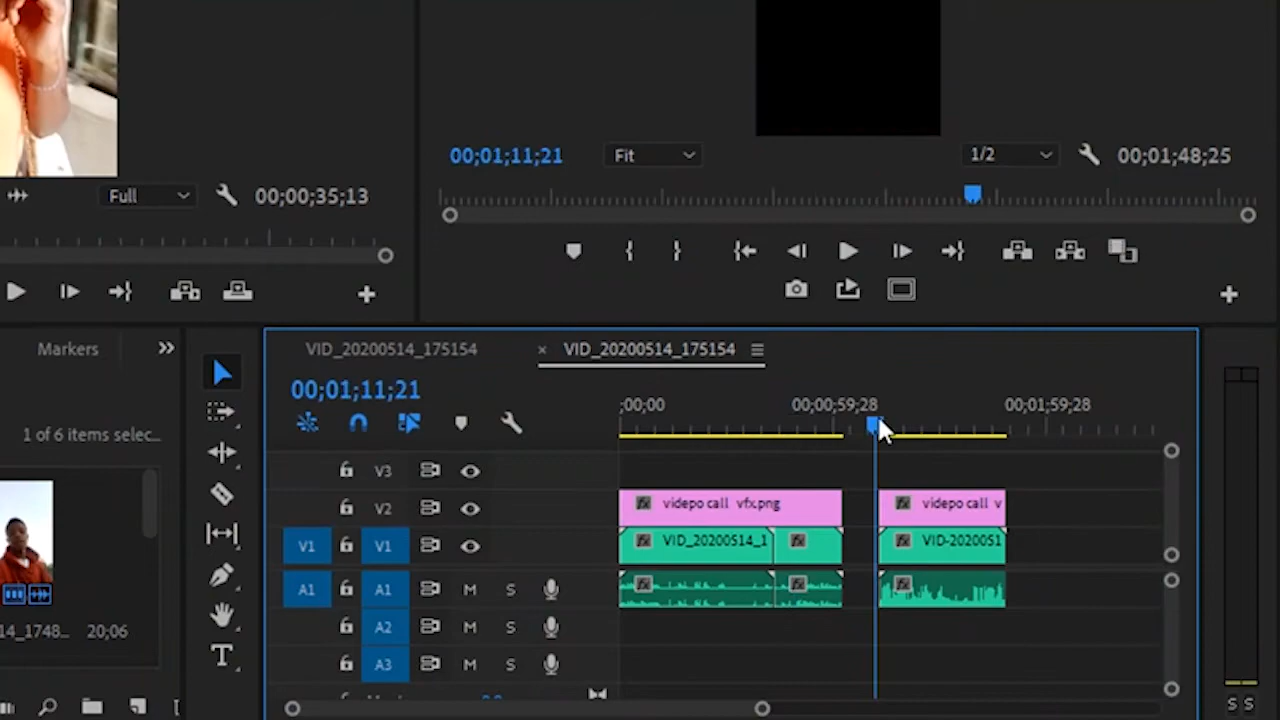 00;01;11;21
Fit
1/2
00;01;48;25
Full
00;00;35;13
Markers
VID_20200514_175154
× VID_20200514_175154
00;01;11;21
;00;00
00;00;59;28
00;01;59;28
1 of 6 items selec...
V3
V2
videpo call vfx.png
videpo call v
V1
V1
VID_20200514_1
VID-2020051
A1
A1
M
S
14_1748...
20;06
A2
M
S
T
A3
M
S
S S